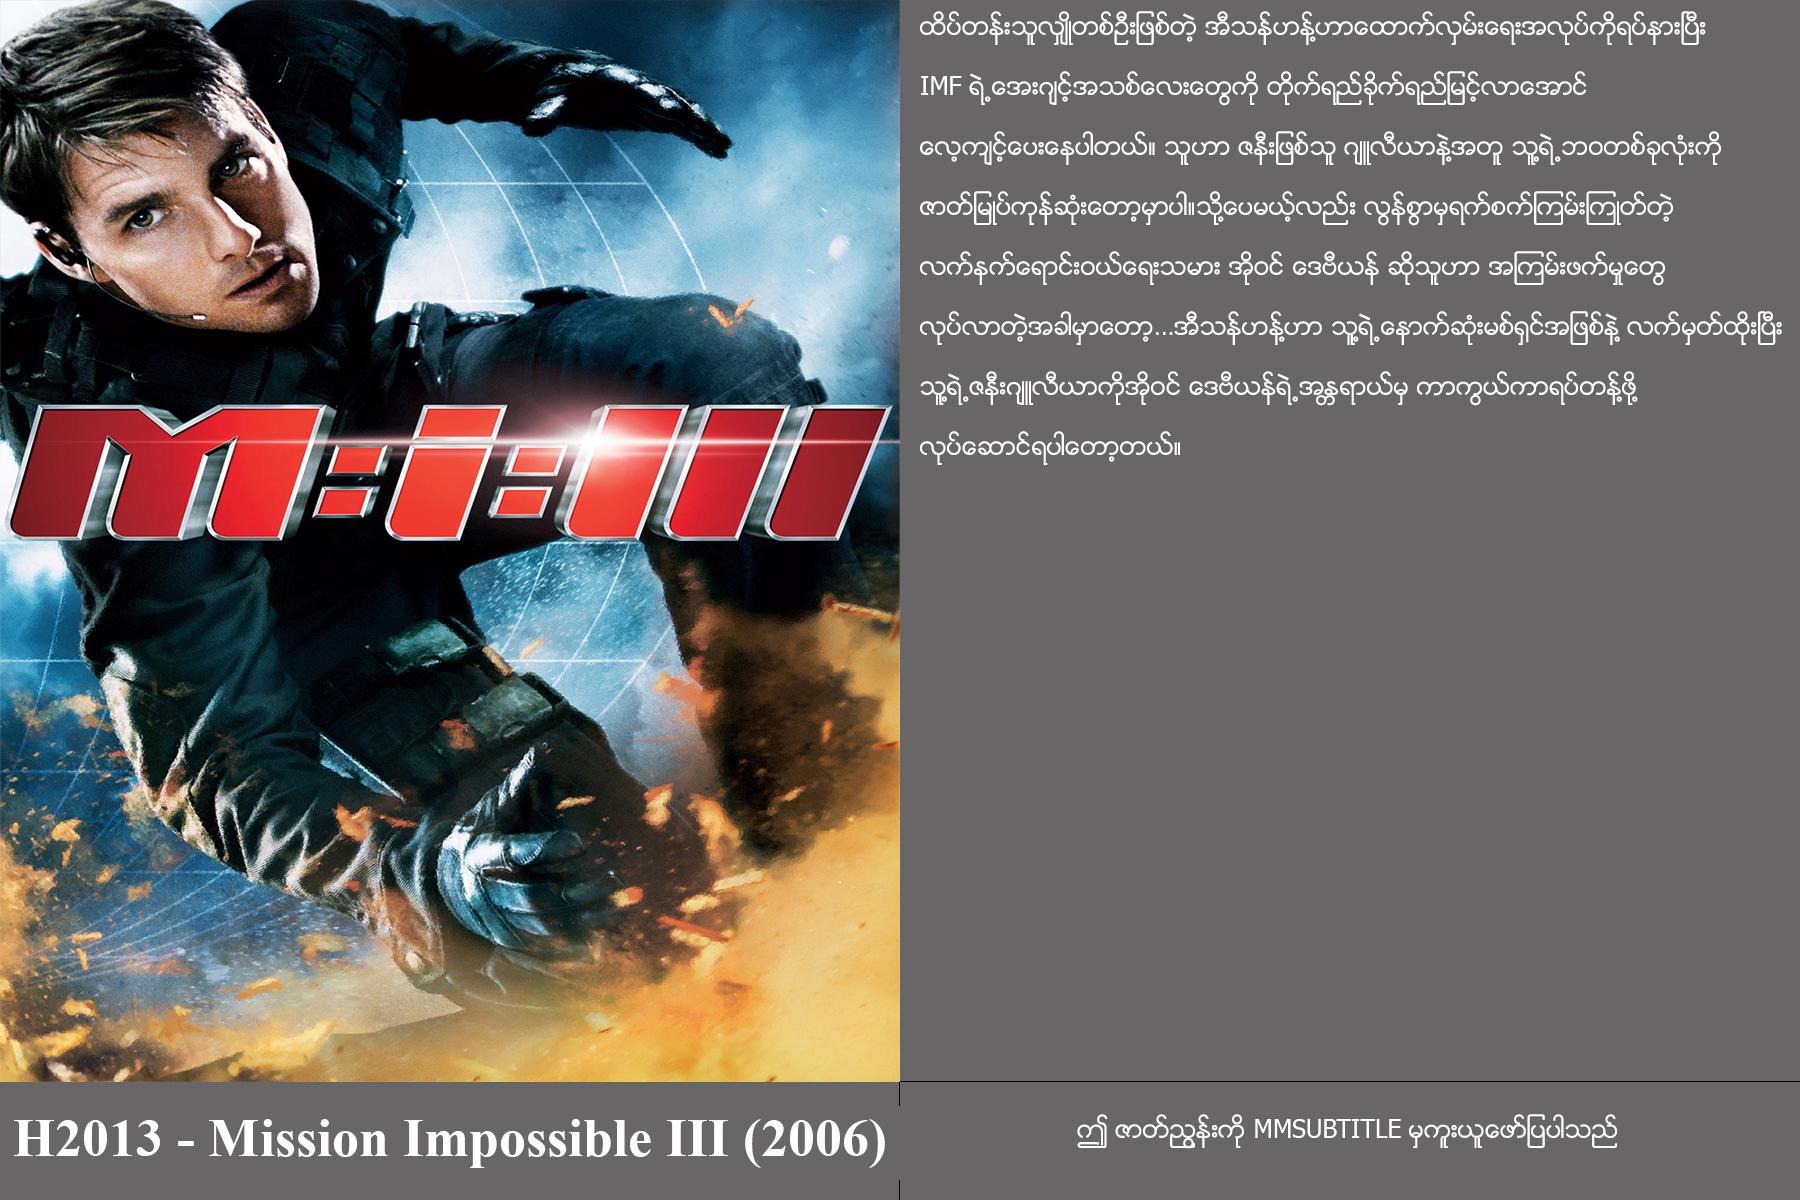 ထိပ်တန်းသူလျှိုတစ်ဦးဖြစ်တဲ့ အီသန်ဟန့်ဟာထောက်လှမ်းရေးအလုပ်ကိုရပ်နားပြီး
IMF ရဲ့အေးဂျင့်အသစ်လေးတွေကို တိုက်ရည်ခိုက်ရည်မြင့်လာအောင်
လေ့ကျင့်ပေးနေပါတယ်။ သူဟာ ဇနီးဖြစ်သူ ဂျူလီယာနဲ့အတူ သူ့ရဲ့ဘဝတစ်ခုလုံးကို
ဇာတ်မြှုပ်ကုန်ဆုံးတော့မှာပါ။သို့ပေမယ့်လည်း လွန်စွာမှရက်စက်ကြမ်းကြုတ်တဲ့
လက်နက်ရောင်းဝယ်ရေးသမား အိုဝင် ဒေဗီယန် ဆိုသူဟာ အကြမ်းဖက်မှုတွေ
လုပ်လာတဲ့အခါမှာတော့...အီသန်ဟန့်ဟာ သူ့ရဲ့နောက်ဆုံးမစ်ရှင်အဖြစ်နဲ့ လက်မှတ်ထိုးပြီး
သူ့ရဲ့ဇနီးဂျူလီယာကိုအိုဝင် ဒေဗီယန်ရဲ့အန္တရာယ်မှ ကာကွယ်ကာရပ်တန့်ဖို့
လုပ်ဆောင်ရပါတော့တယ်။
M:i:III
H2013 - Mission Impossible III (2006)
ဤ ဇာတ်ညွှန်းကို MMSUBTITLE မှကူးယူဖော်ပြပါသည်